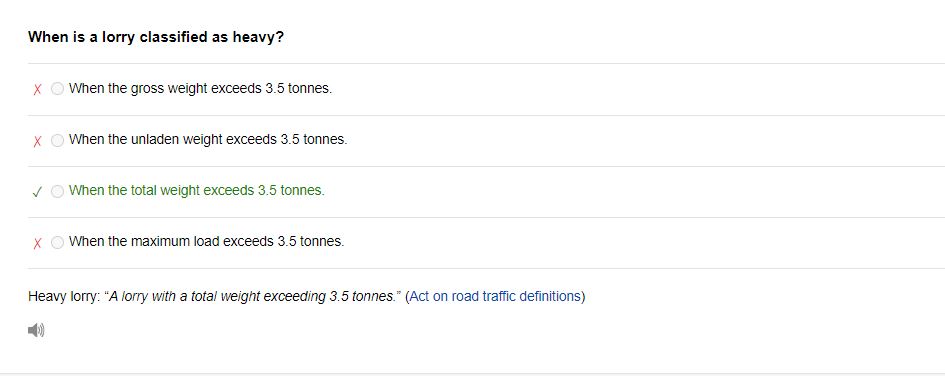 When is a lorry classified as heavy?
X When the gross weight exceeds 3.5 tonnes.
X When the unladen weight exceeds 3.5 tonnes.
✓ When the total weight exceeds 3.5 tonnes.
X When the maximum load exceeds 3.5 tonnes.
Heavy lorry: “A lorry with a total weight exceeding 3.5 tonnes.” (Act on road traffic definitions)